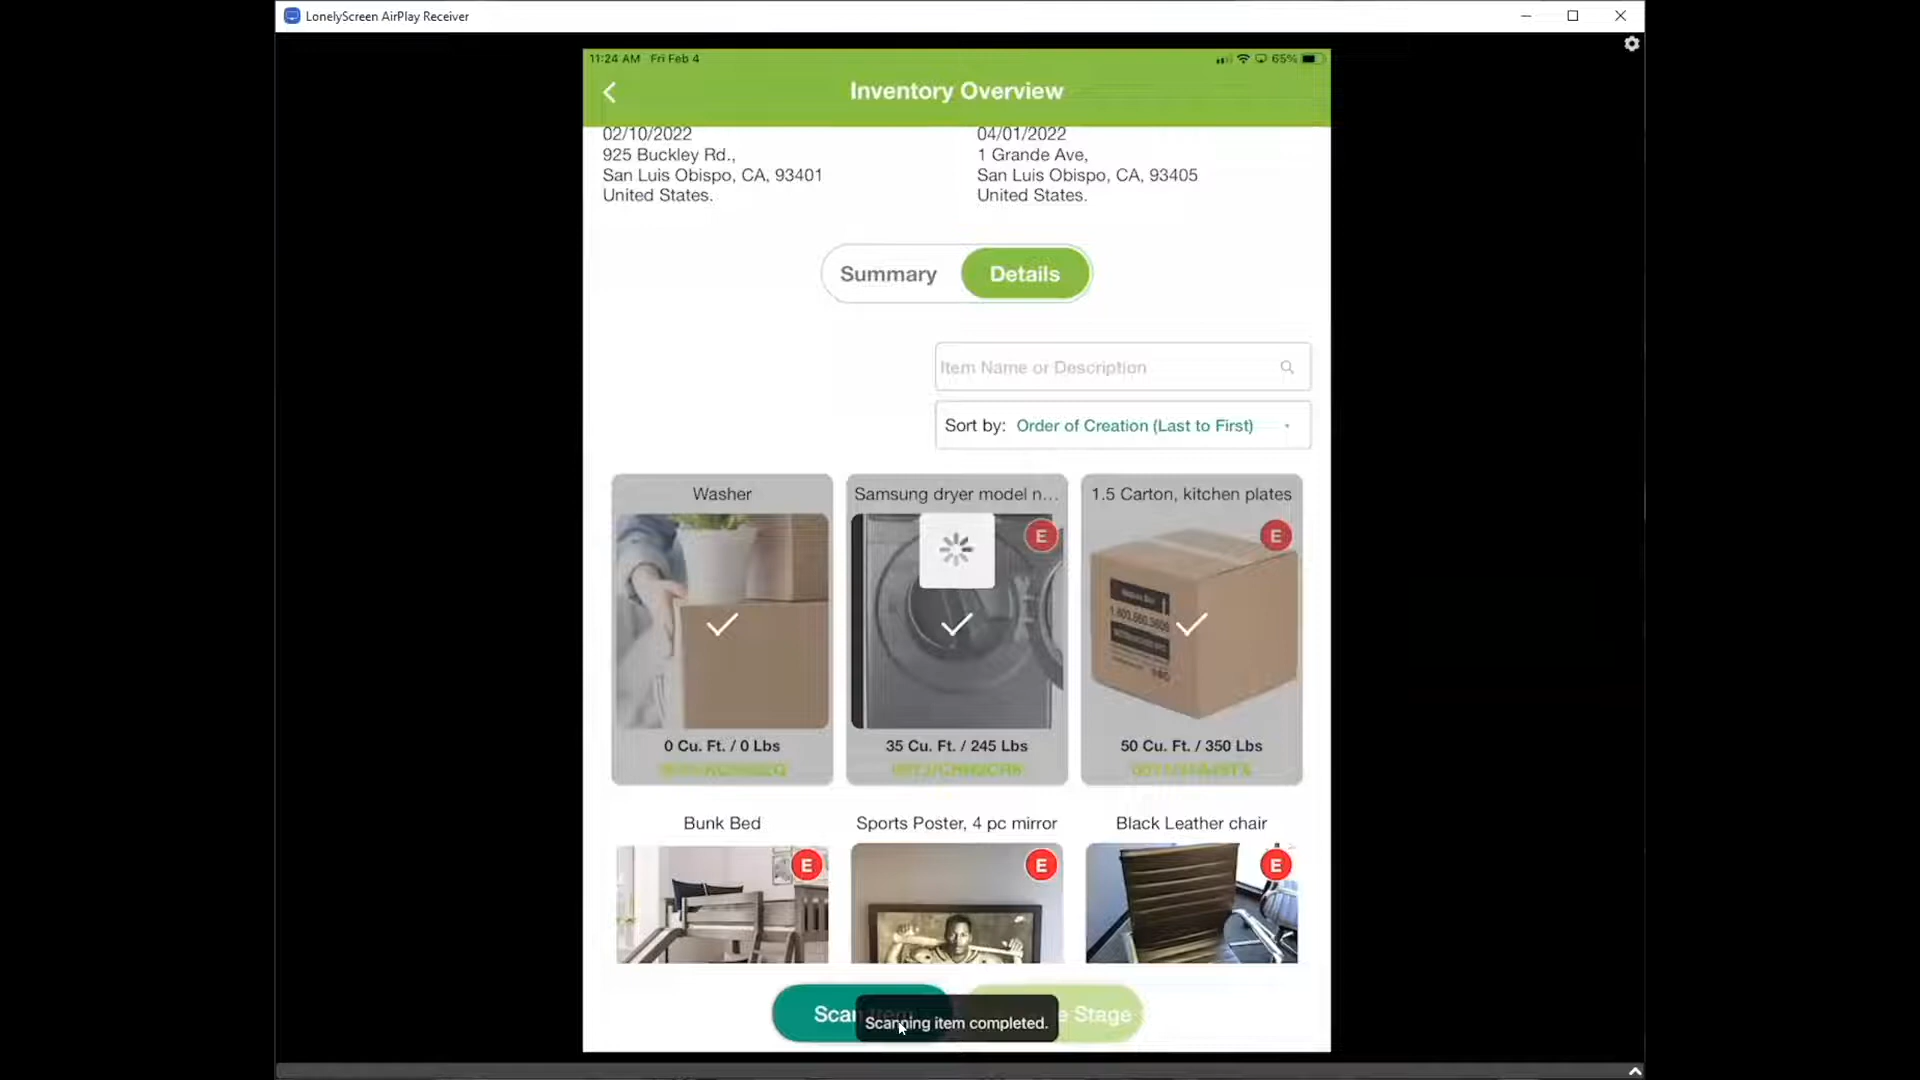 LonelyScreen AirPlay Receiver
11:24 AM Fri Feb 4
65%
Inventory Overview
02/10/2022
925 Buckley Rd.,
San Luis Obispo, CA, 93401
United States.
04/01/2022
1 Grande Ave,
San Luis Obispo, CA, 93405
United States.
Summary
Details
Item Name or Description
Sort by: Order of Creation (Last to First)
Washer
Samsung dryer model n...
1.5 Carton, kitchen plates
E
E
0 Cu. Ft. / 0 Lbs
35 Cu. Ft. / 245 Lbs
50 Cu. Ft. / 350 Lbs
Bunk Bed
Sports Poster, 4 pc mirror
Black Leather chair
E
E
E
Stage
Scanning item completed.